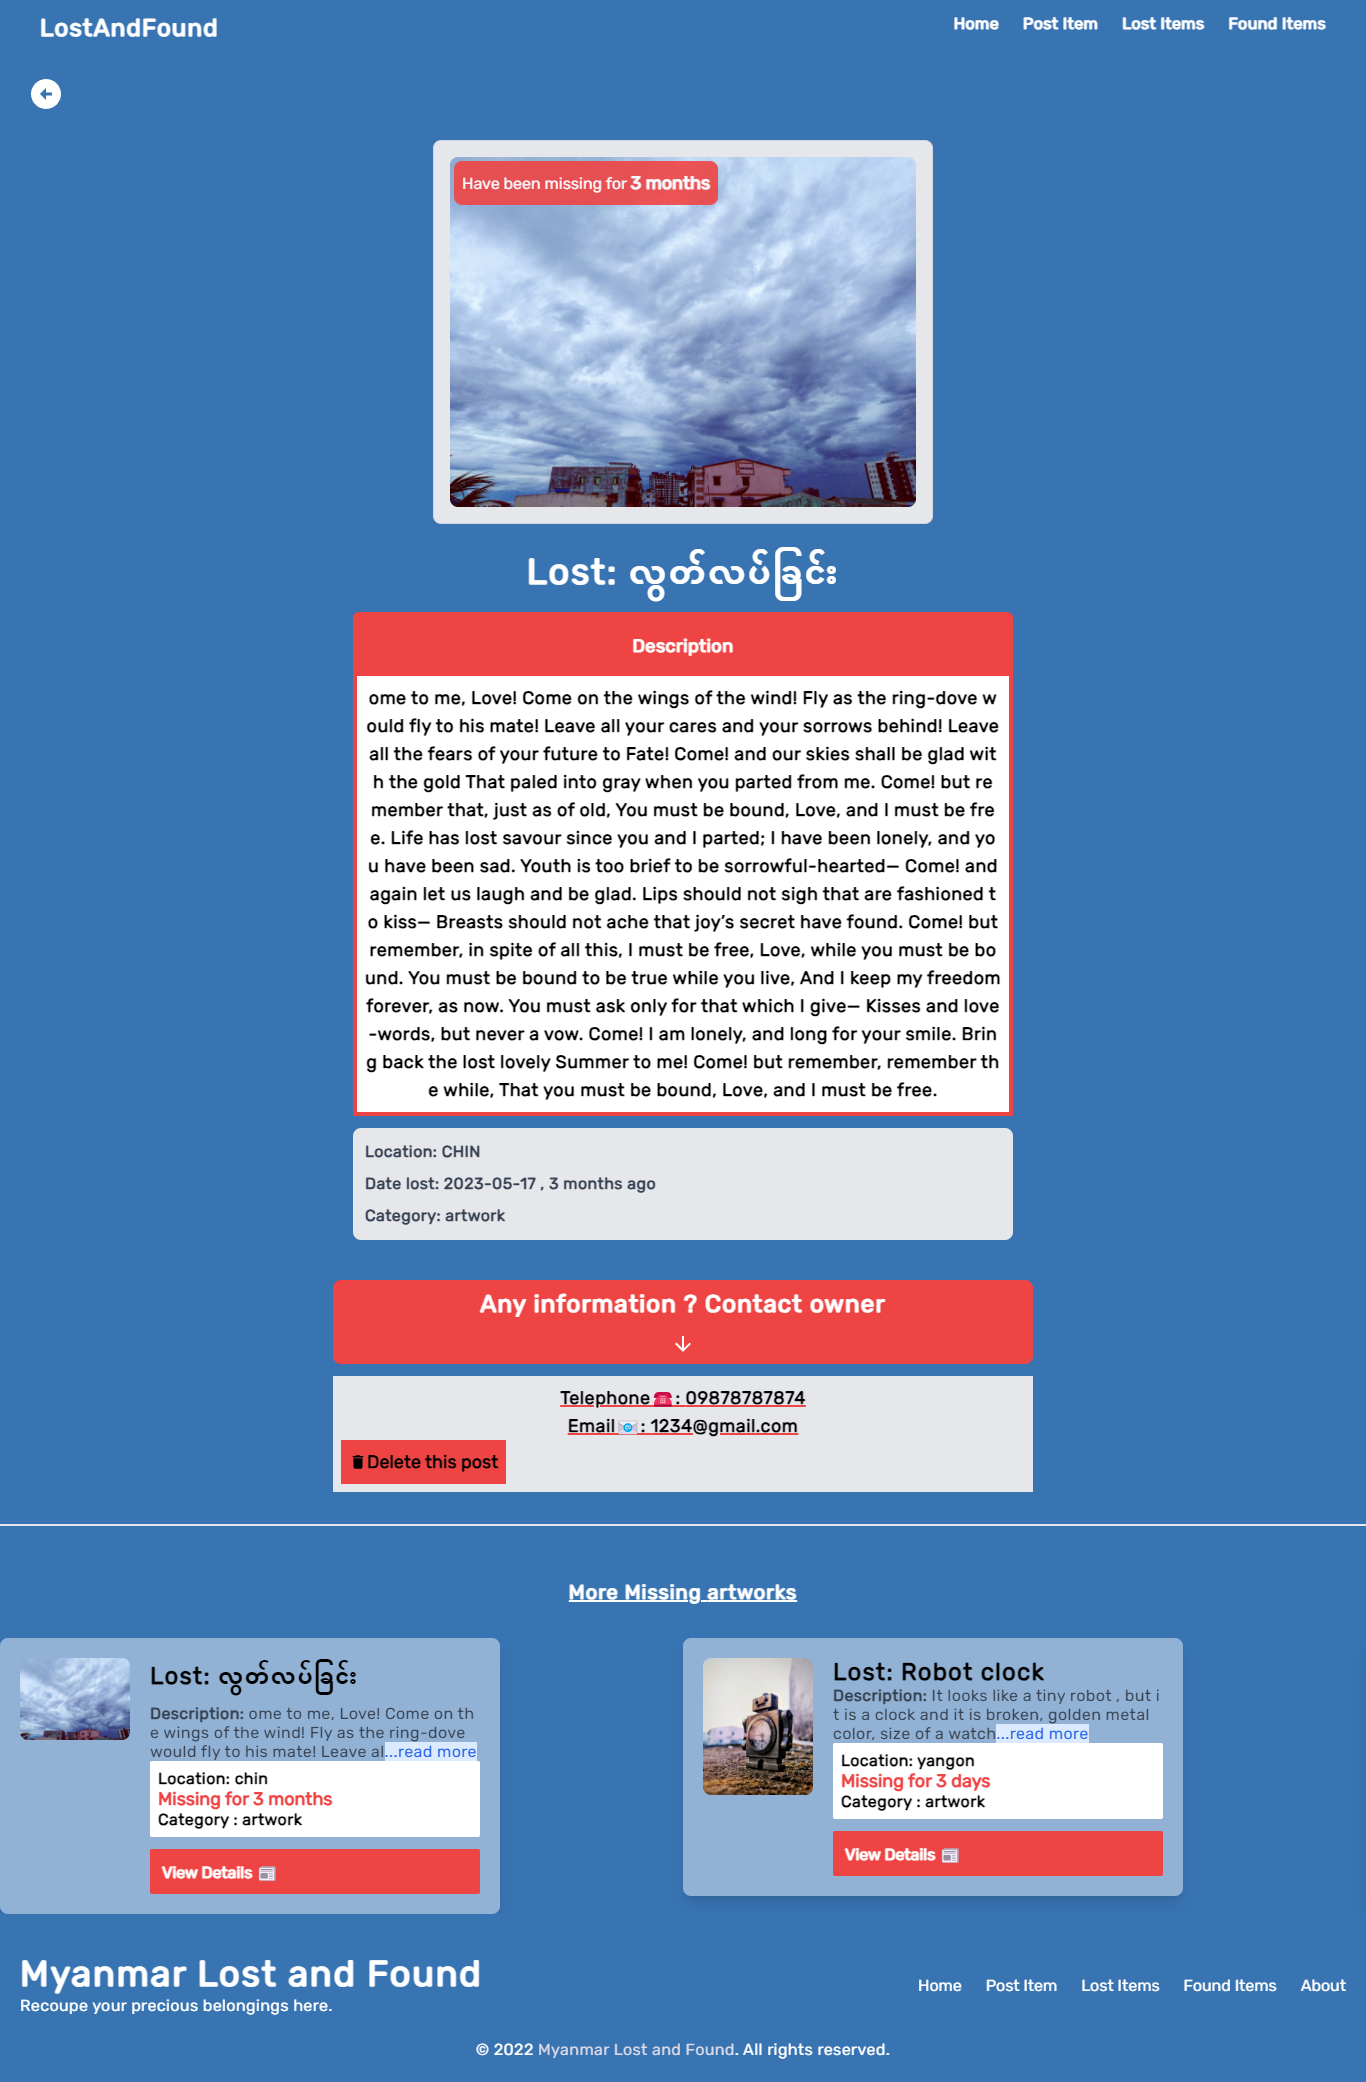 LostAndFound
Home Post Item Lost Items Found Items
Have been missing for 3 months
Lost: လွတ်လပ်ခြင်း
Description
ome to me, Love! Come on the wings of the wind! Fly as the ring-dove w
ould fly to his mate! Leave all your cares and your sorrows behind! Leave
all the fears of your future to Fate! Come! and our skies shall be glad wit
h the gold That paled into gray when you parted from me. Come! but re
member that, just as of old, You must be bound, Love, and I must be fre
e. Life has lost savour since you and I parted; I have been lonely, and yo
u have been sad. Youth is too brief to be sorrowful-hearted— Come! and
again let us laugh and be glad. Lips should not sigh that are fashioned t
o kiss— Breasts should not ache that joy’s secret have found. Come! but
remember, in spite of all this, I must be free, Love, while you must be bo
und. You must be bound to be true while you live, And I keep my freedom
forever, as now. You must ask only for that which I give— Kisses and love
-words, but never a vow. Come! I am lonely, and long for your smile. Brin
g back the lost lovely Summer to me! Come! but remember, remember th
e while, That you must be bound, Love, and I must be free.
Location: CHIN
Date lost: 2023-05-17 , 3 months ago
Category: artwork
Any information ? Contact owner
Telephone☎️: 09878787874
Email📧: 1234@gmail.com
Delete this post
More Missing artworks
Lost: လွတ်လပ်ခြင်း
Description: ome to me, Love! Come on th
e wings of the wind! Fly as the ring-dove
would fly to his mate! Leave al...read more
Location: chin
Missing for 3 months
Category : artwork
View Details 📰
Lost: Robot clock
Description: It looks like a tiny robot , but i
t is a clock and it is broken, golden metal
color, size of a watch...read more
Location: yangon
Missing for 3 days
Category : artwork
View Details 📰
Myanmar Lost and Found
Recoupe your precious belongings here.
Home Post Item Lost Items Found Items About
© 2022 Myanmar Lost and Found. All rights reserved.